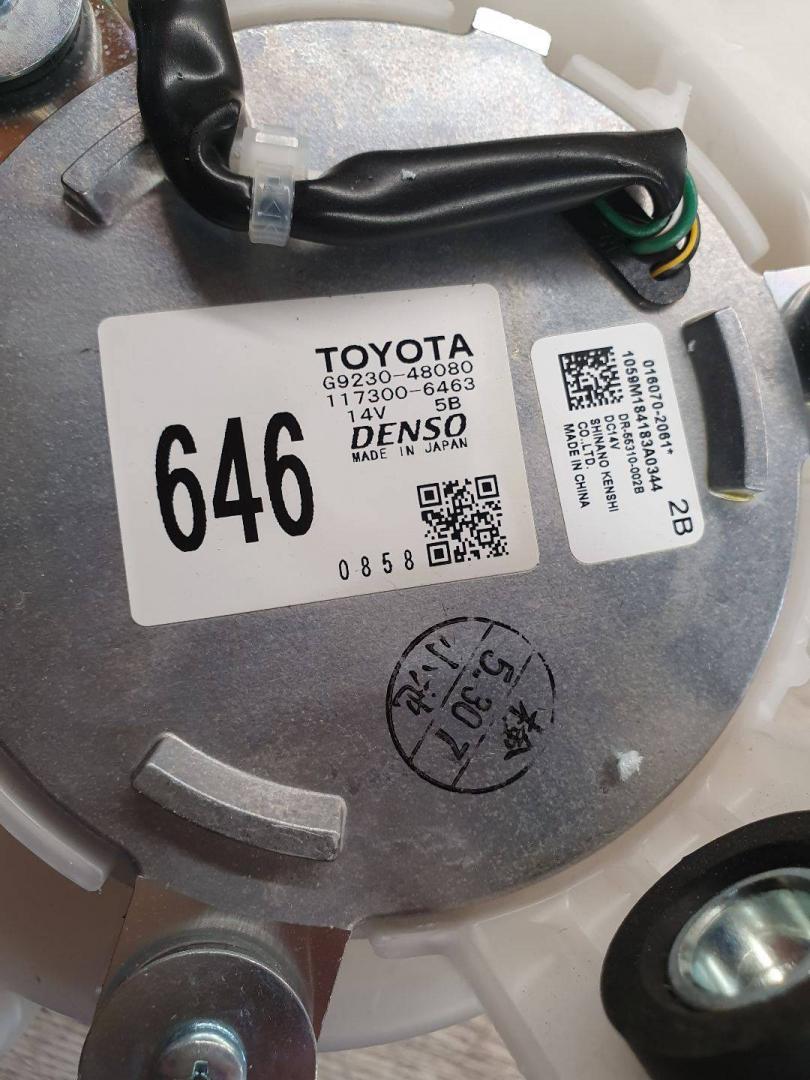 TOYOTA
G9230-48080
117300-6463
14V 5B
DENSO
MADE IN JAPAN
646
0858
016070-2061*
1059M184183A0344
DR-55310-002B
DC14V
SHINANO KENSHI
CO.,LTD.
MADE IN CHINA
2B
5.30 7